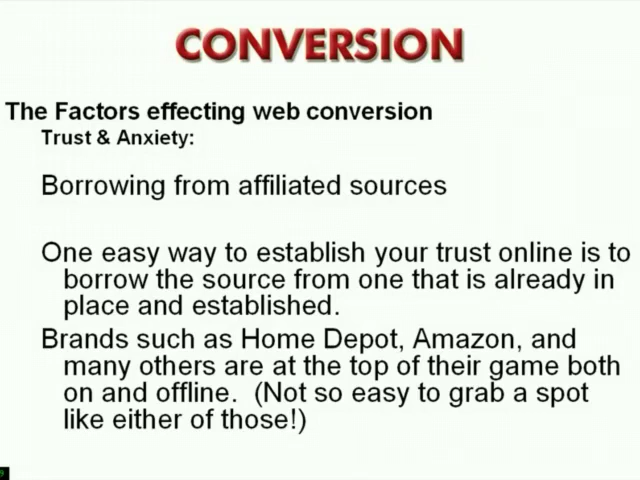 CONVERSION
The Factors effecting web conversion
Trust & Anxiety:
Borrowing from affiliated sources
One easy way to establish your trust online is to
borrow the source from one that is already in
place and established.
Brands such as Home Depot, Amazon, and
many others are at the top of their game both
on and offline.  (Not so easy to grab a spot
like either of those!)